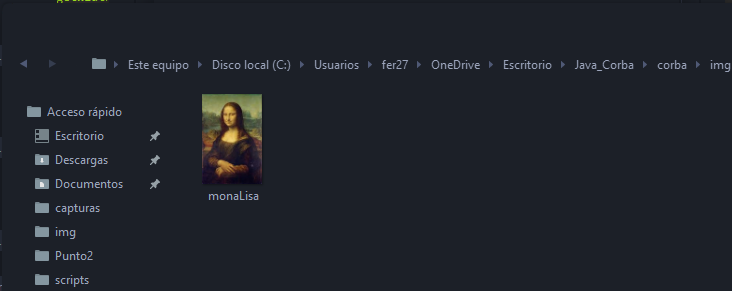 Este equipo Disco local (C:) Usuarios fer27 OneDrive Escritorio Java_Corba corba img
Acceso rápido
Escritorio
Descargas
Documentos
capturas
img
Punto2
scripts
monaLisa